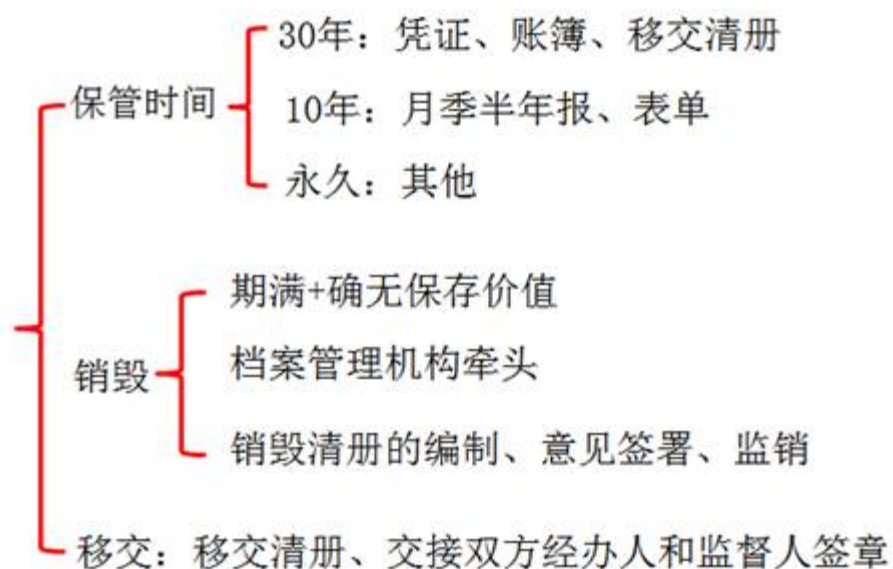 30年：凭证、账簿、移交清册
保管时间
10年：月季半年报、表单
永久：其他
期满+确无保存价值
销毁
档案管理机构牵头
销毁清册的编制、意见签署、监销
移交：移交清册、交接双方经办人和监督人签章